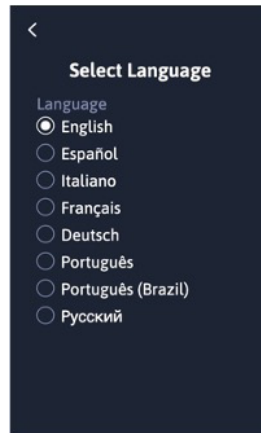 Select Language
Language
English
Español
Italiano
Français
Deutsch
Português
Português (Brazil)
Русский